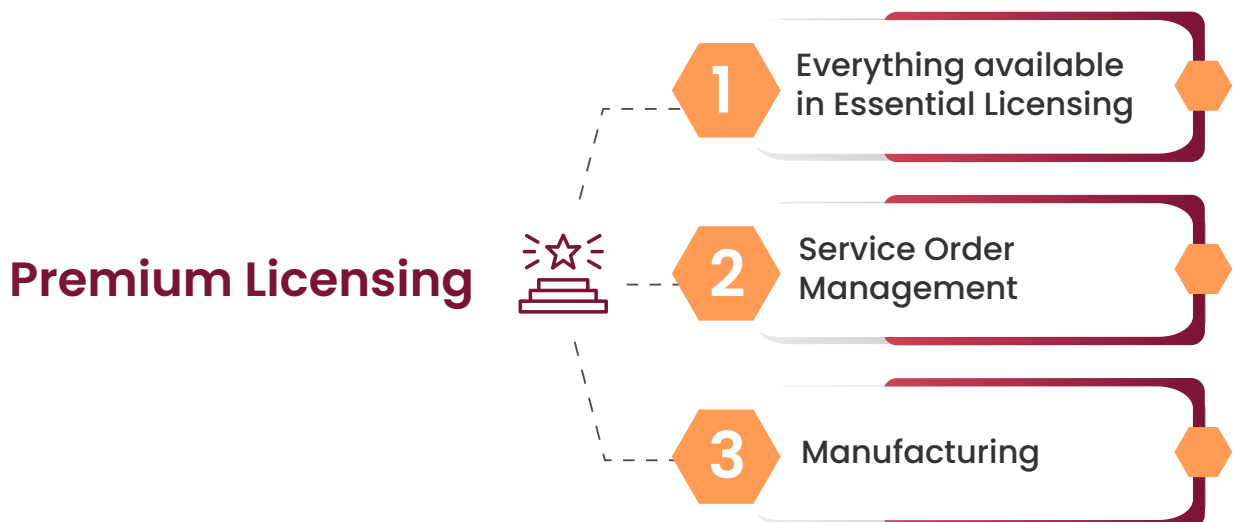 Premium Licensing
1
Everything available
in Essential Licensing
2
Service Order
Management
3
Manufacturing